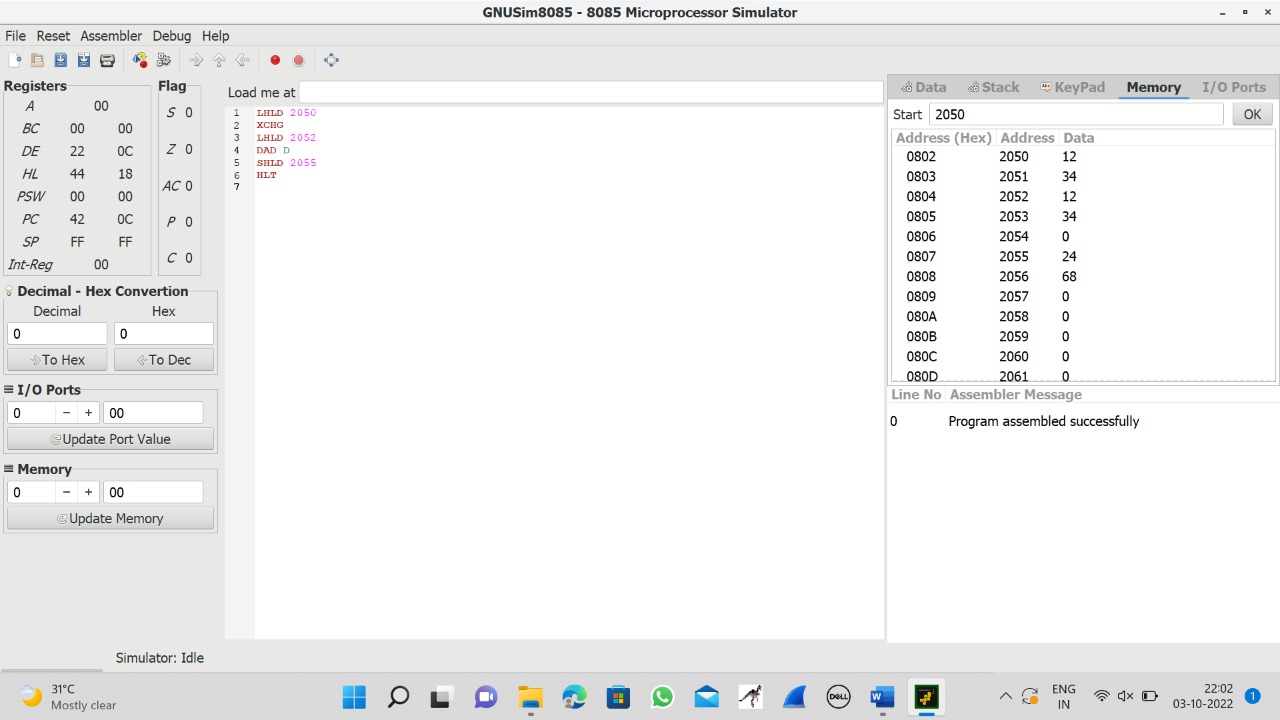 GNUSim8085 - 8085 Microprocessor Simulator
File Reset Assembler Debug Help
Registers
A 00
BC 00 00
DE 22 0C
HL 44 18
PSW 00 00
PC 42 0C
SP FF FF
Int-Reg 00
Flag
S 0
Z 0
AC 0
P 0
C 0
Decimal - Hex Convertion
Decimal Hex
0 0
To Hex To Dec
I/O Ports
0 − + 00
Update Port Value
Memory
0 − + 00
Update Memory
Load me at
1 LHLD 2050
2 XCHG
3 LHLD 2052
4 DAD D
5 SHLD 2055
6 HLT
7
Data Stack KeyPad Memory I/O Ports
Start 2050 OK
Address (Hex) Address Data
0802 2050 12
0803 2051 34
0804 2052 12
0805 2053 34
0806 2054 0
0807 2055 24
0808 2056 68
0809 2057 0
080A 2058 0
080B 2059 0
080C 2060 0
080D 2061 0
Line No Assembler Message
0 Program assembled successfully
Simulator: Idle
31°C
Mostly clear
DELL
W
ENG
IN
22:02
03-10-2022
1